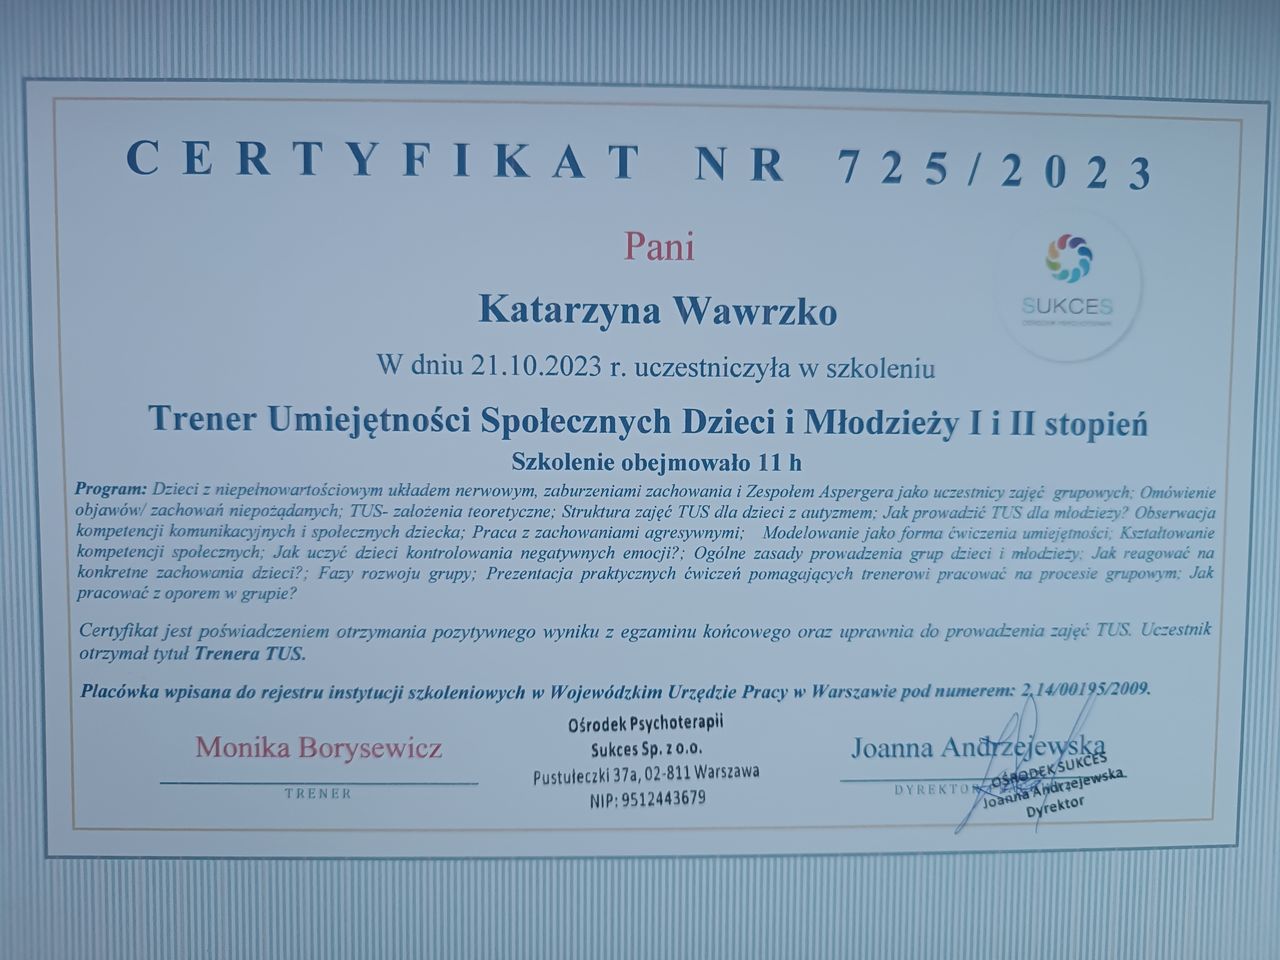 CERTYFIKAT NR 725/2023
Pani
SUKCES
Katarzyna Wawrzko
W dniu 21.10.2023 r. uczestniczyła w szkoleniu
Trener Umiejętności Społecznych Dzieci i Młodzieży I i II stopień
Szkolenie obejmowało 11 h
Program: Dzieci z niepełnowartościowym układem nerwowym, zaburzeniami zachowania i Zespołem Aspergera jako uczestnicy zajęć grupowych; Omówienie
objawów/ zachowań niepożądanych; TUS- założenia teoretyczne; Struktura zajęć TUS dla dzieci z autyzmem; Jak prowadzić TUS dla młodzieży? Obserwacja
kompetencji komunikacyjnych i społecznych dziecka; Praca z zachowaniami agresywnymi; Modelowanie jako forma ćwiczenia umiejętności; Kształtowanie
kompetencji społecznych; Jak uczyć dzieci kontrolowania negatywnych emocji?; Ogólne zasady prowadzenia grup dzieci i młodzieży; Jak reagować na
konkretne zachowania dzieci?; Fazy rozwoju grupy; Prezentacja praktycznych ćwiczeń pomagających trenerowi pracować na procesie grupowym; Jak
pracować z oporem w grupie?
Certyfikat jest poświadczeniem otrzymania pozytywnego wyniku z egzaminu końcowego oraz uprawnia do prowadzenia zajęć TUS. Uczestnik
otrzymał tytuł Trenera TUS.
Placówka wpisana do rejestru instytucji szkoleniowych w Wojewódzkim Urzędzie Pracy w Warszawie pod numerem: 2.14/00195/2009.
Monika Borysewicz
TRENER
Ośrodek Psychoterapii
Sukces Sp. z o.o.
Pustułeczki 37a, 02-811 Warszawa
NIP: 9512443679
Joanna Andrzejewska
DYREKTOR
OŚRODEK SUKCES
Joanna Andrzejewska
Dyrektor